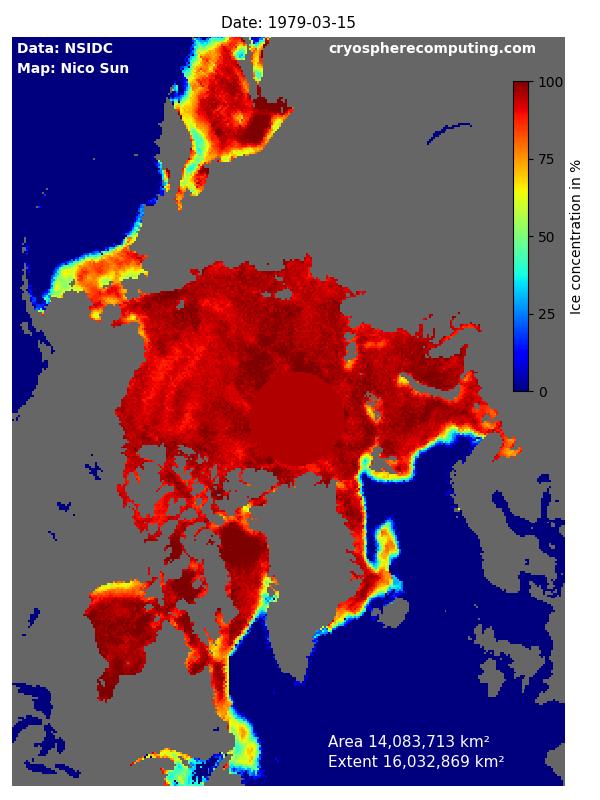 Date: 1979-03-15
Data: NSIDC
Map: Nico Sun
cryospherecomputing.com
100
75
50
25
0
Ice concentration in %
Area 14,083,713 km²
Extent 16,032,869 km²